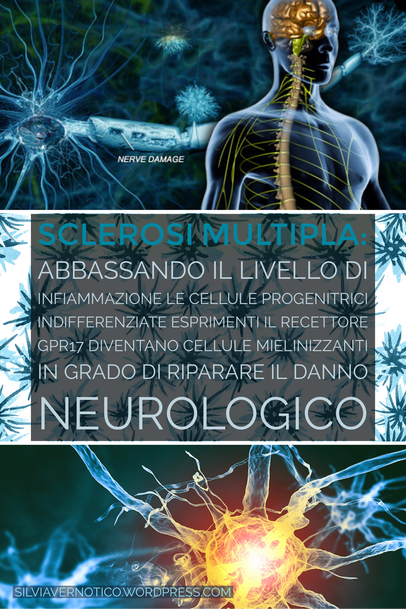 NERVE DAMAGE
SCLEROSI MULTIPLA:
ABBASSANDO IL LIVELLO DI
INFIAMMAZIONE LE CELLULE PROGENITRICI
INDIFFERENZIATE ESPRIMENTI IL RECETTORE
GPR17 DIVENTANO CELLULE MIELINIZZANTI
IN GRADO DI RIPARARE IL DANNO
NEUROLOGICO
SILVIAVERNOTICO.WORDPRESS.COM